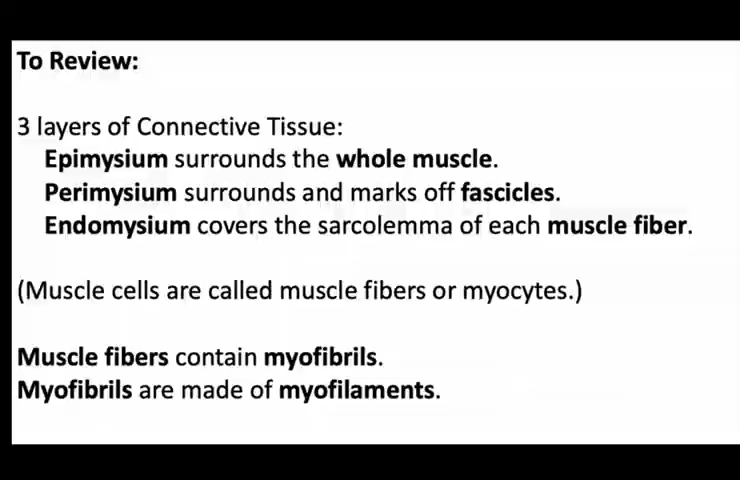 To Review:
3 layers of Connective Tissue:
Epimysium surrounds the whole muscle.
Perimysium surrounds and marks off fascicles.
Endomysium covers the sarcolemma of each muscle fiber.
(Muscle cells are called muscle fibers or myocytes.)
Muscle fibers contain myofibrils.
Myofibrils are made of myofilaments.